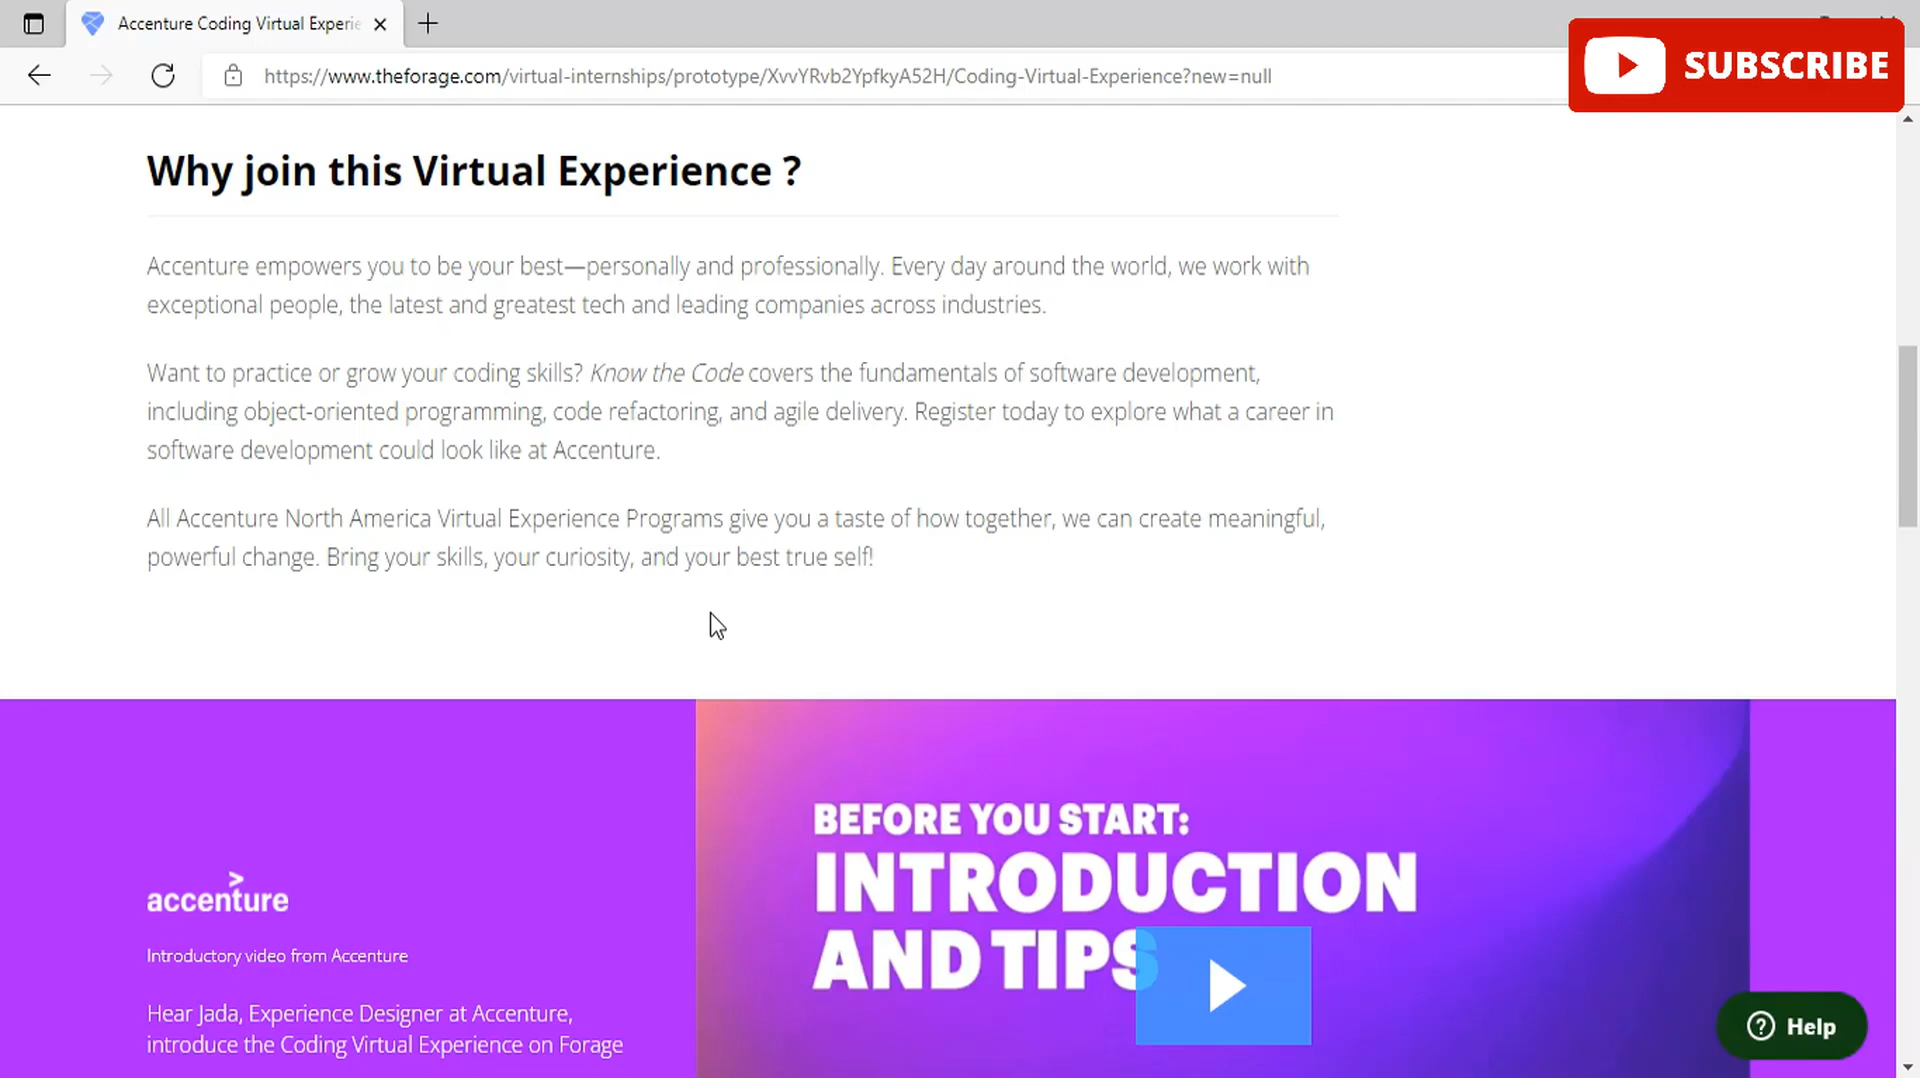 Accenture Coding Virtual Experie
SUBSCRIBE
https://www.theforage.com/virtual-internships/prototype/XvvYRvb2YpfkyA52H/Coding-Virtual-Experience?new=null
Why join this Virtual Experience ?
Accenture empowers you to be your best—personally and professionally. Every day around the world, we work with
exceptional people, the latest and greatest tech and leading companies across industries.
Want to practice or grow your coding skills? Know the Code covers the fundamentals of software development,
including object-oriented programming, code refactoring, and agile delivery. Register today to explore what a career in
software development could look like at Accenture.
All Accenture North America Virtual Experience Programs give you a taste of how together, we can create meaningful,
powerful change. Bring your skills, your curiosity, and your best true self!
BEFORE YOU START:
INTRODUCTION
AND TIPS
accenture
Introductory video from Accenture
Hear Jada, Experience Designer at Accenture,
introduce the Coding Virtual Experience on Forage
Help